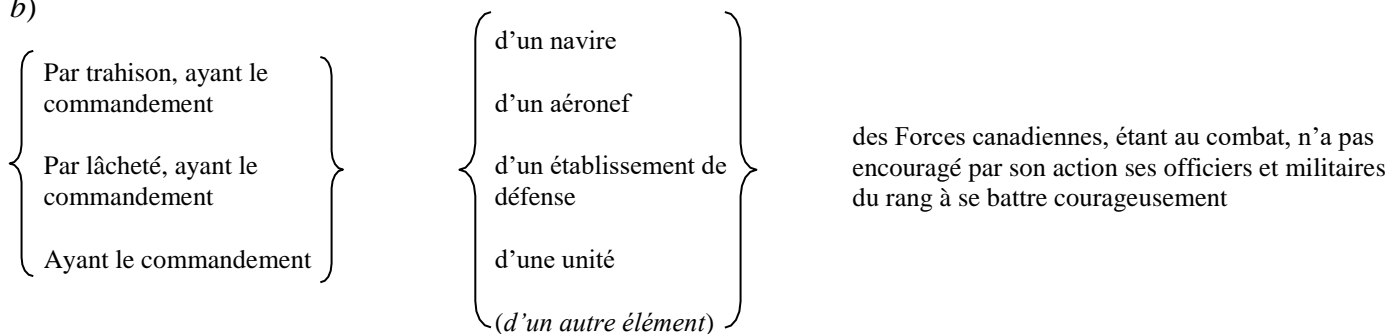 b)
Par trahison, ayant le
commandement
Par lâcheté, ayant le
commandement
Ayant le commandement
d’un navire
d’un aéronef
d’un établissement de
défense
d’une unité
(d’un autre élément)
des Forces canadiennes, étant au combat, n’a pas
encouragé par son action ses officiers et militaires
du rang à se battre courageusement